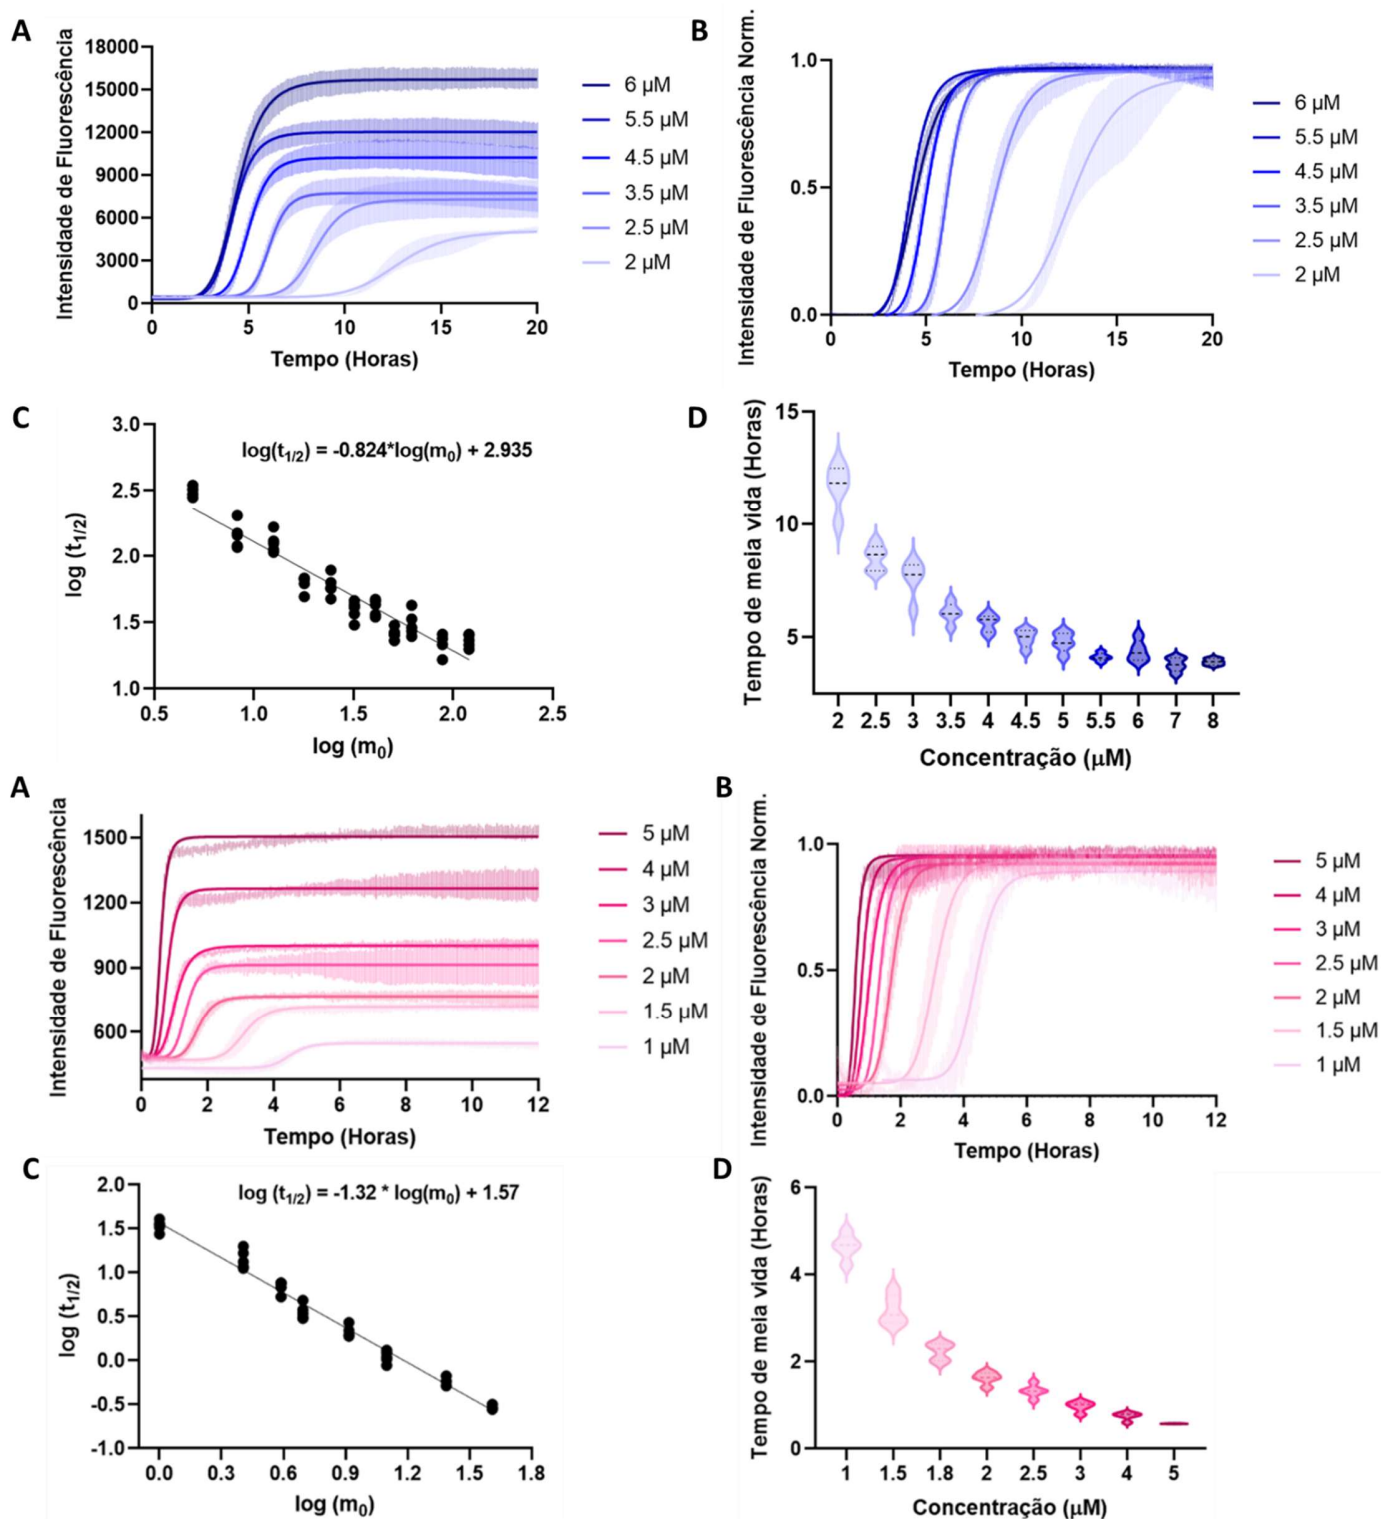 A
Intensidade de Fluorescência
18000
15000
12000
9000
6000
3000
0
0 5 10 15 20
Tempo (Horas)
6 µM
5.5 µM
4.5 µM
3.5 µM
2.5 µM
2 µM
B
Intensidade de Fluorescência Norm.
1.0
0.5
0.0
0 5 10 15 20
Tempo (Horas)
6 µM
5.5 µM
4.5 µM
3.5 µM
2.5 µM
2 µM
C
log (t1/2)
3.0
2.5
2.0
1.5
1.0
log(t1/2) = -0.824*log(m0) + 2.935
0.5 1.0 1.5 2.0 2.5
log (m0)
D
Tempo de meia vida (Horas)
15
10
5
2 2.5 3 3.5 4 4.5 5 5.5 6 7 8
Concentração (µM)
A
Intensidade de Fluorescência
1500
1200
900
600
0 2 4 6 8 10 12
Tempo (Horas)
5 µM
4 µM
3 µM
2.5 µM
2 µM
1.5 µM
1 µM
B
Intensidade de Fluorescência Norm.
1.0
0.5
0.0
0 2 4 6 8 10 12
Tempo (Horas)
5 µM
4 µM
3 µM
2.5 µM
2 µM
1.5 µM
1 µM
C
log (t1/2)
2.0
1.5
1.0
0.5
0.0
-0.5
-1.0
log (t1/2) = -1.32 * log(m0) + 1.57
0.0 0.3 0.6 0.9 1.2 1.5 1.8
log (m0)
D
Tempo de meia vida (Horas)
6
4
2
0
1 1.5 1.8 2 2.5 3 4 5
Concentração (µM)